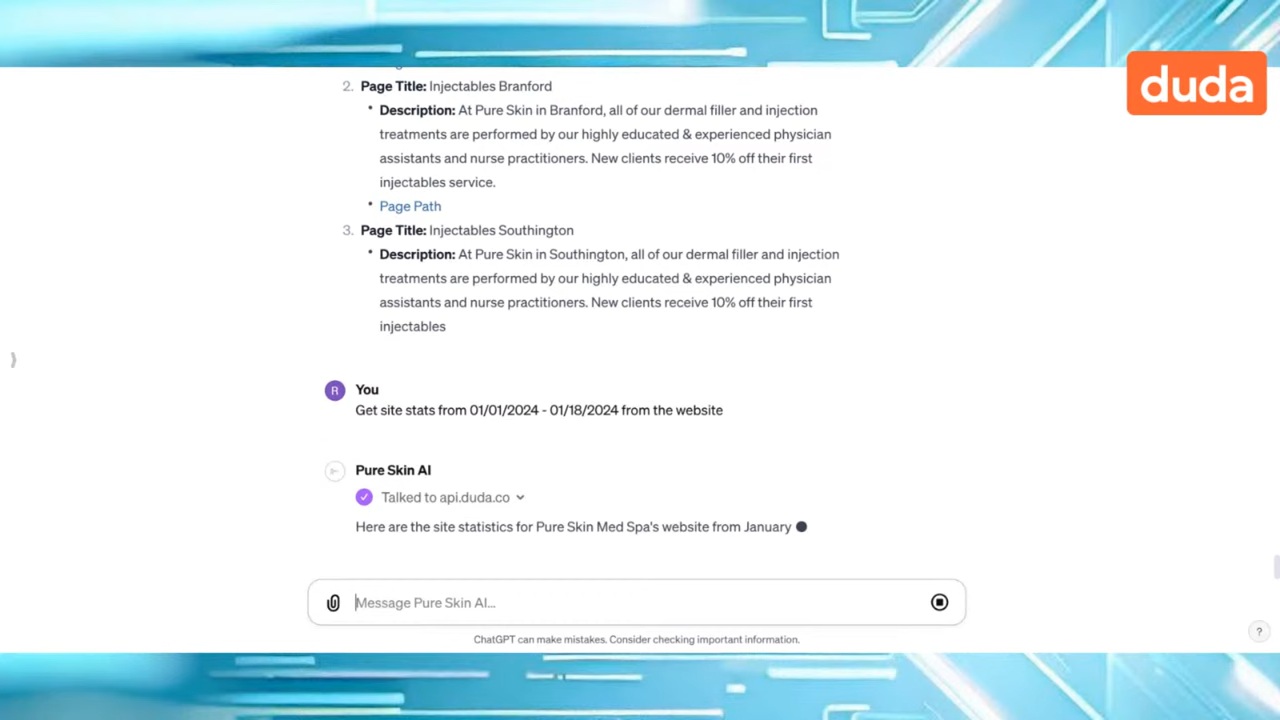 duda
2. Page Title: Injectables Branford
• Description: At Pure Skin in Branford, all of our dermal filler and injection
treatments are performed by our highly educated & experienced physician
assistants and nurse practitioners. New clients receive 10% off their first
injectables service.
• Page Path
3. Page Title: Injectables Southington
• Description: At Pure Skin in Southington, all of our dermal filler and injection
treatments are performed by our highly educated & experienced physician
assistants and nurse practitioners. New clients receive 10% off their first
injectables
R You
Get site stats from 01/01/2024 - 01/18/2024 from the website
Pure Skin AI
Talked to api.duda.co
Here are the site statistics for Pure Skin Med Spa's website from January
Message Pure Skin AI...
ChatGPT can make mistakes. Consider checking important information.
?